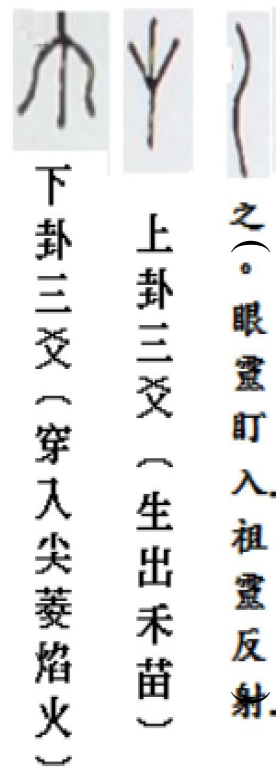 之（。眼靈盯入祖靈反射）.
上卦三爻（生出禾苗）
下卦三爻（穿入尖菱焰火）